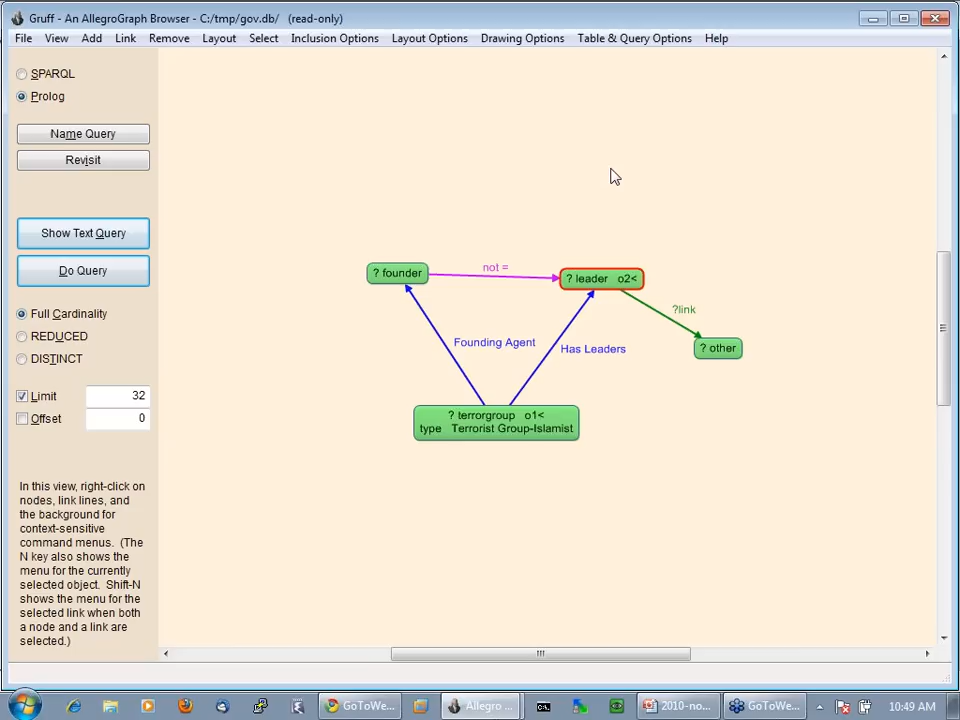 Gruff - An AllegroGraph Browser - C:/tmp/gov.db/ (read-only)
File View Add Link Remove Layout Select Inclusion Options Layout Options Drawing Options Table & Query Options Help
SPARQL
Prolog
Name Query
Revisit
Show Text Query
Do Query
Full Cardinality
REDUCED
DISTINCT
Limit 32
Offset 0
In this view, right-click on
nodes, link lines, and
the background for
context-sensitive
command menus. (The
N key also shows the
menu for the currently
selected object. Shift-N
shows the menu for the
selected link when both
a node and a link are
selected.)
? founder
not =
? leader o2<
?link
? other
Founding Agent
Has Leaders
? terrorgroup o1<
type Terrorist Group-Islamist
GoToWe...
Allegro ...
2010-no...
GoToWe...
10:49 AM